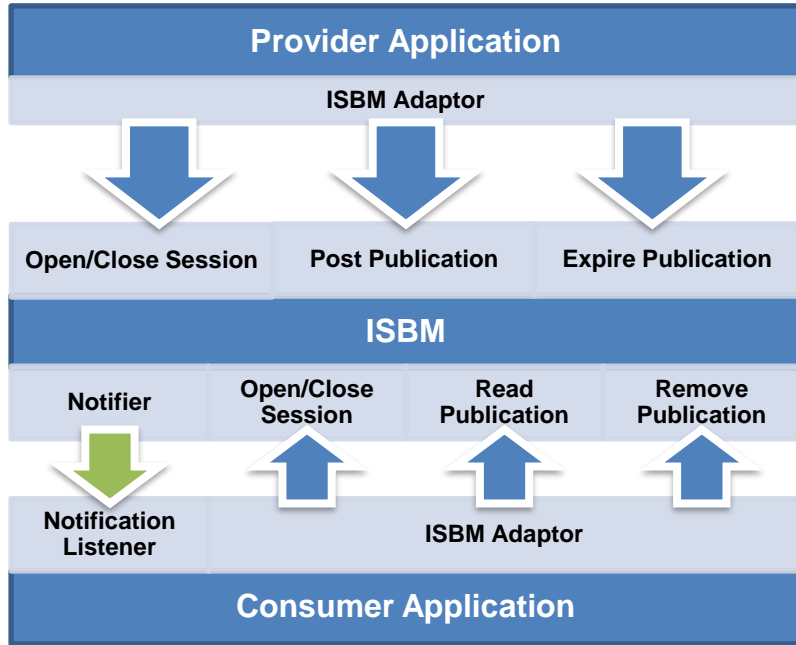 Provider Application
ISBM Adaptor
Open/Close Session
Post Publication
Expire Publication
ISBM
Notifier
Open/Close
Session
Read
Publication
Remove
Publication
Notification
Listener
ISBM Adaptor
Consumer Application